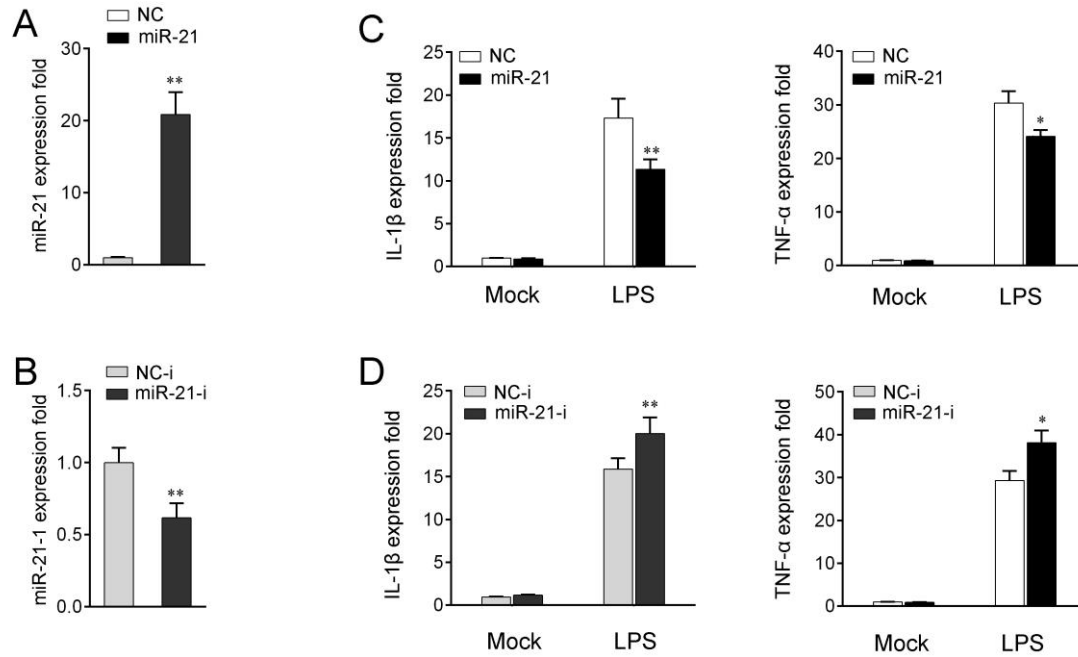 A
NC
miR-21
miR-21 expression fold
30
20
10
0
**
C
NC
miR-21
IL-1β expression fold
25
20
15
10
5
0
**
Mock LPS
NC
miR-21
TNF-α expression fold
40
30
20
10
0
*
Mock LPS
B
NC-i
miR-21-i
miR-21-1 expression fold
1.5
1.0
0.5
0.0
**
D
NC-i
miR-21-i
IL-1β expression fold
25
20
15
10
5
0
**
Mock LPS
NC-i
miR-21-i
TNF-α expression fold
50
40
30
20
10
0
*
Mock LPS